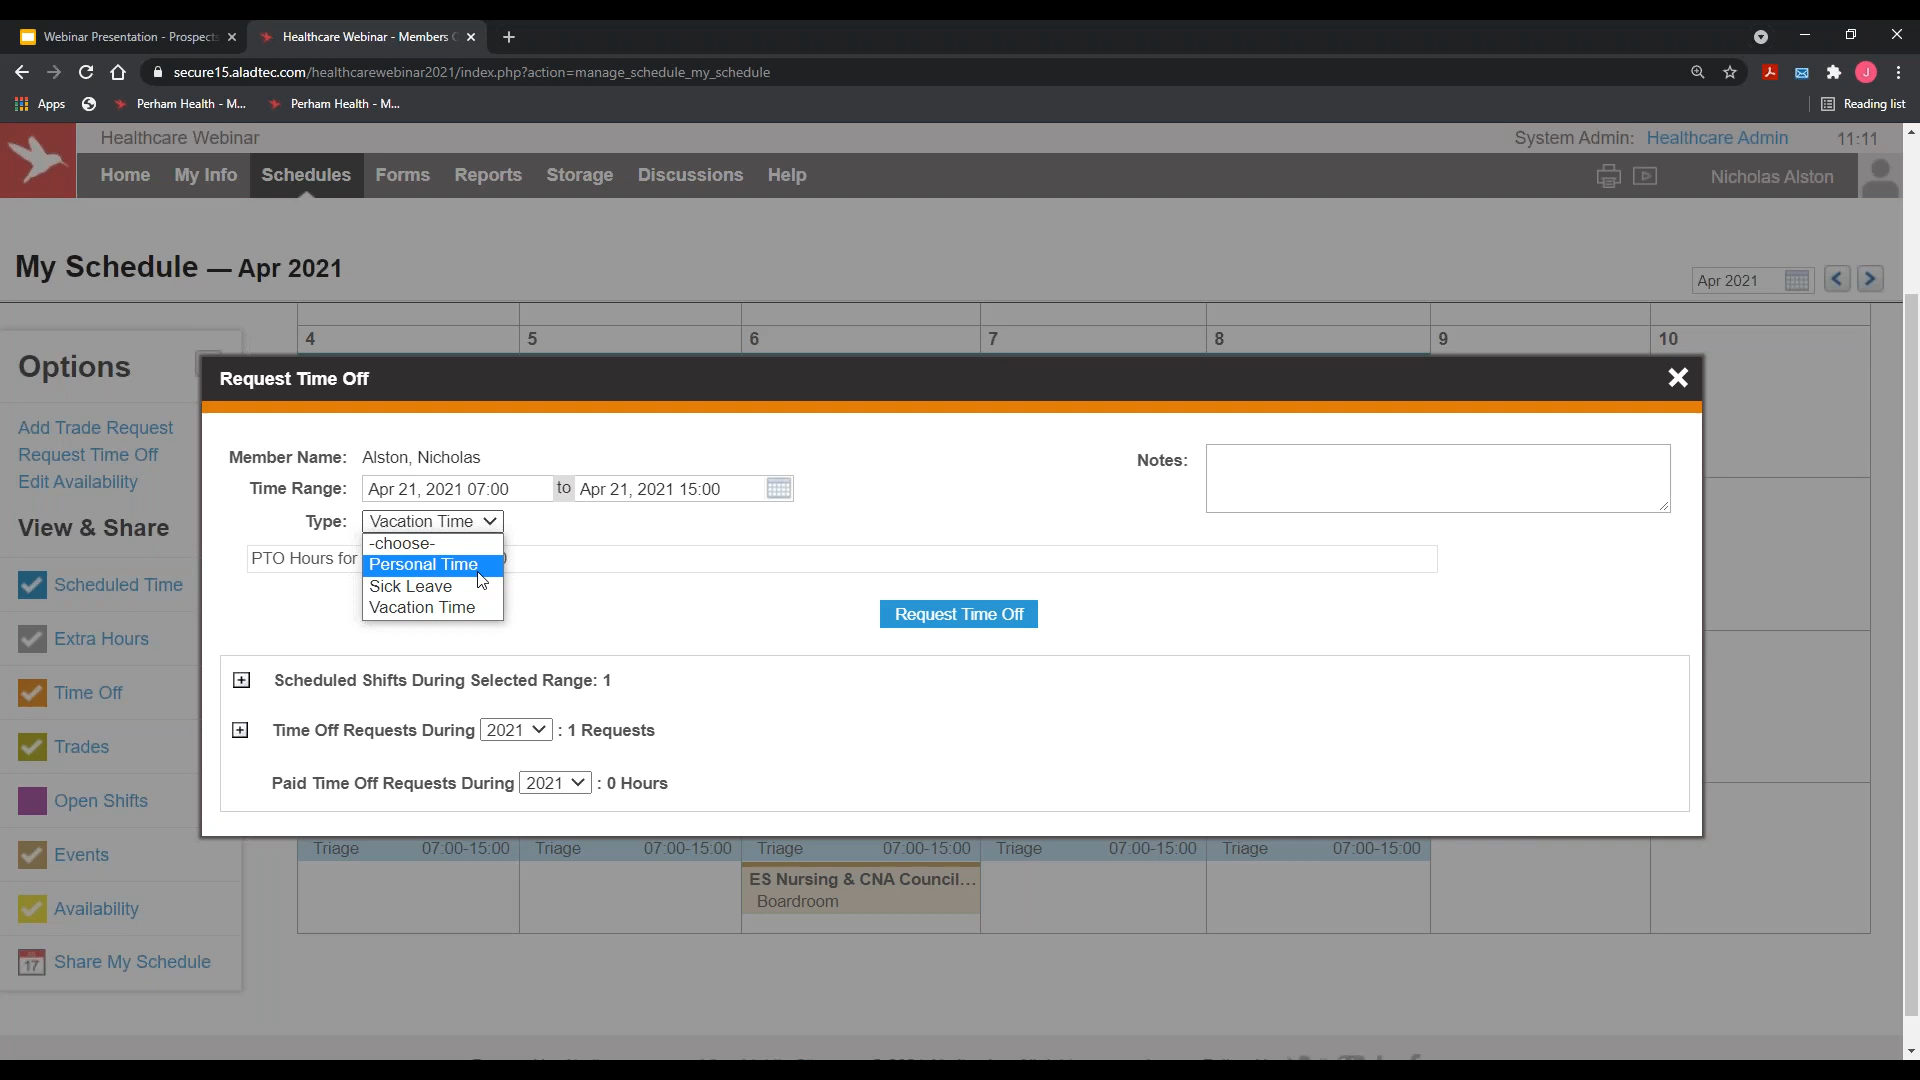 Webinar Presentation - Prospects
Healthcare Webinar - Members
secure15.aladtec.com/healthcarewebinar2021/index.php?action=manage_schedule_my_schedule
J
Apps
Perham Health - M...
Perham Health - M...
Reading list
Healthcare Webinar
System Admin: Healthcare Admin 11:11
Home My Info Schedules Forms Reports Storage Discussions Help
Nicholas Alston
My Schedule — Apr 2021
Apr 2021
4 5 6 7 8 9 10
Options
Add Trade Request
Request Time Off
Edit Availability
View & Share
Scheduled Time
Extra Hours
Time Off
Trades
Open Shifts
Events
Availability
17 Share My Schedule
Request Time Off
Member Name: Alston, Nicholas
Notes:
Time Range: Apr 21, 2021 07:00 to Apr 21, 2021 15:00
Type: Vacation Time
-choose-
PTO Hours for
Personal Time
Sick Leave
Vacation Time
Request Time Off
Scheduled Shifts During Selected Range: 1
Time Off Requests During 2021 : 1 Requests
Paid Time Off Requests During 2021 : 0 Hours
Triage 07:00-15:00 Triage 07:00-15:00 Triage 07:00-15:00 Triage 07:00-15:00 Triage 07:00-15:00
ES Nursing & CNA Council...
Boardroom